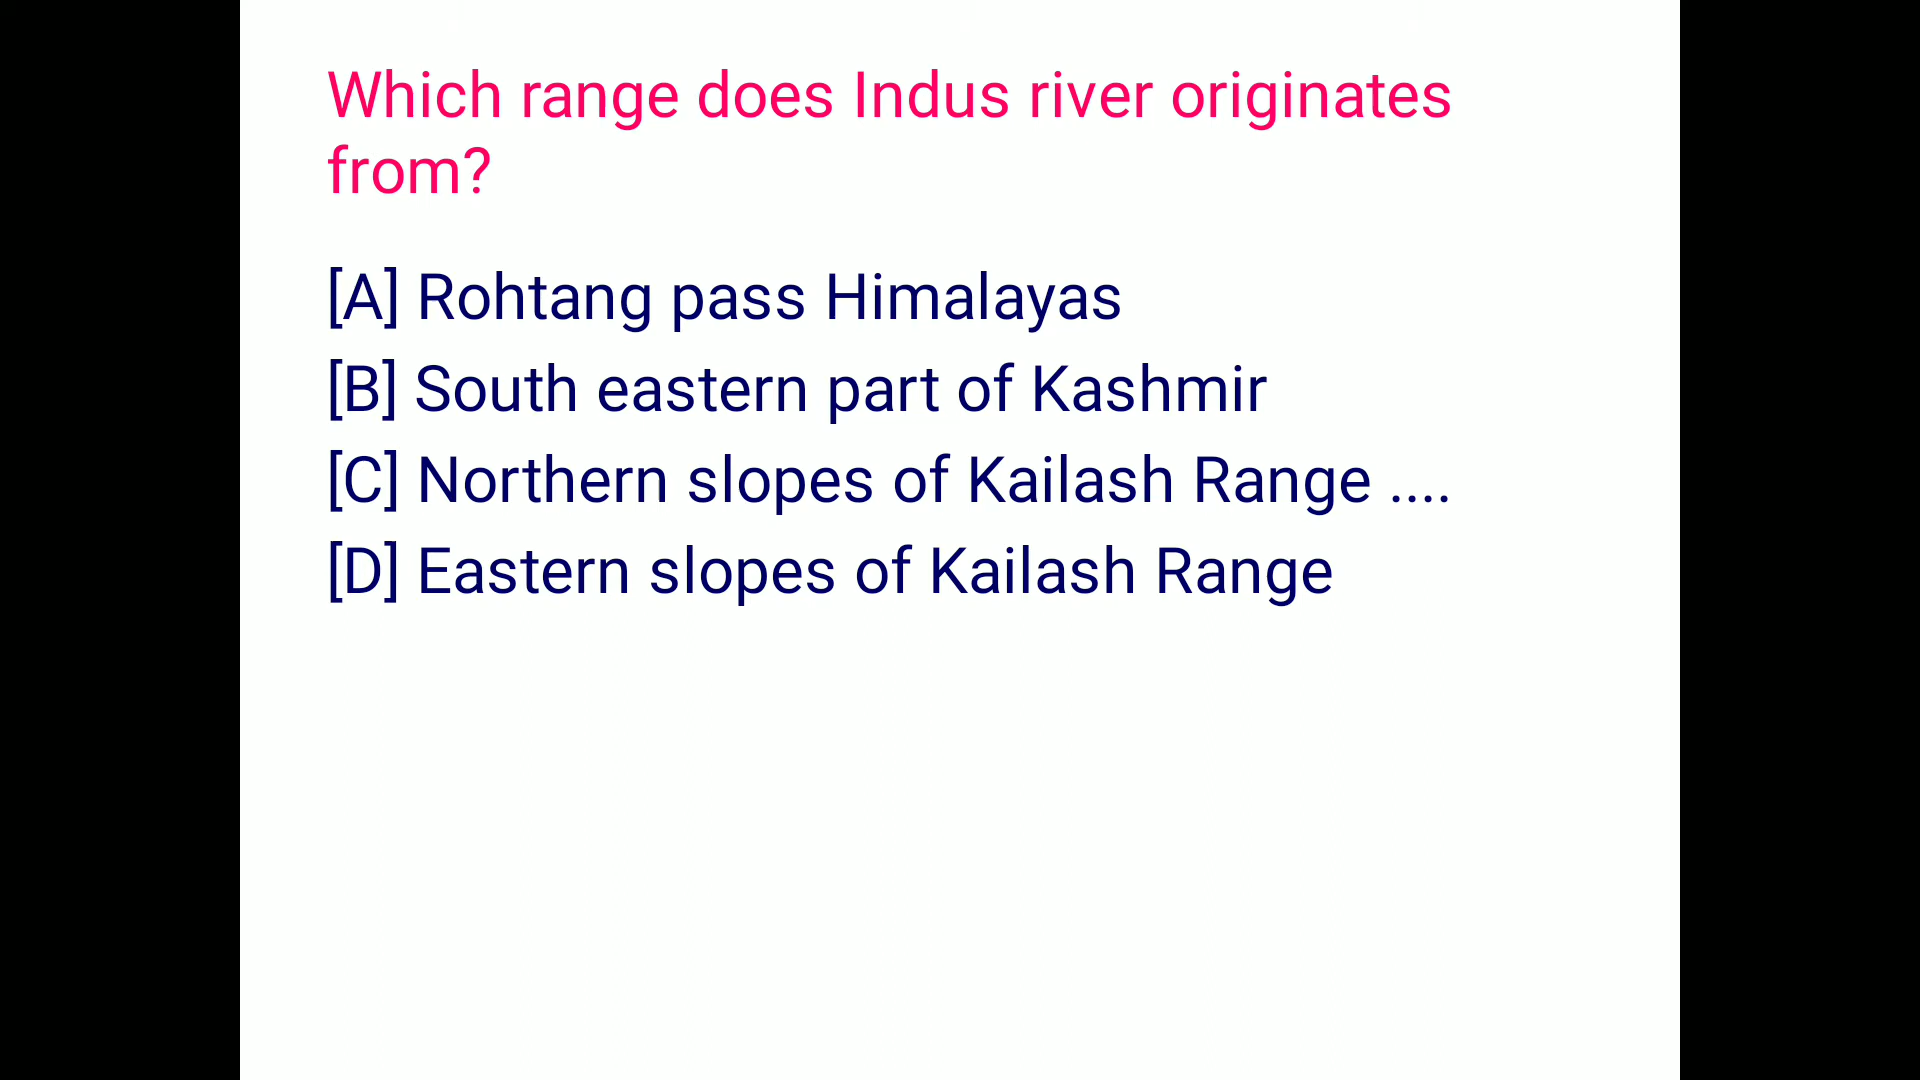 Which range does Indus river originates
from?
[A] Rohtang pass Himalayas
[B] South eastern part of Kashmir
[C] Northern slopes of Kailash Range ....
[D] Eastern slopes of Kailash Range